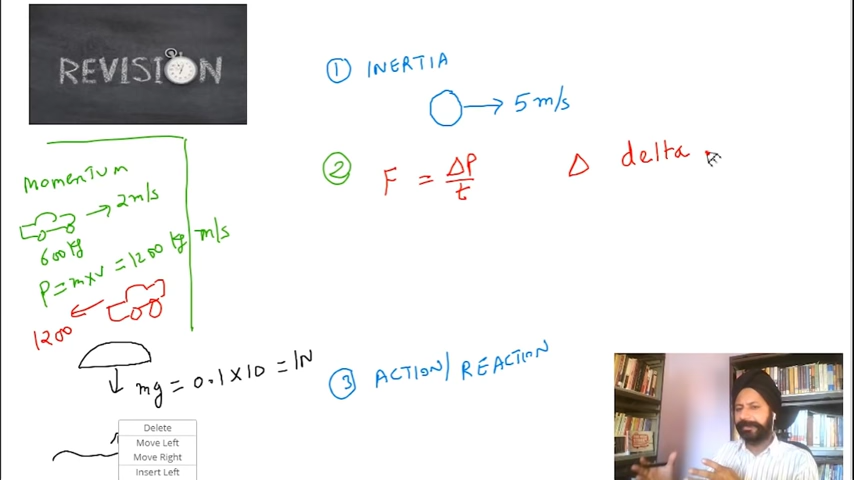 REVISION
① INERTIA
5 m/s
② F = ΔP/t
Δ delta
Momentum
2 m/s
600 kg
P = m x v = 1200 kg m/s
1200
mg = 0.1 x 10 = 1N
③ ACTION/REACTION
Delete
Move Left
Move Right
Insert Left